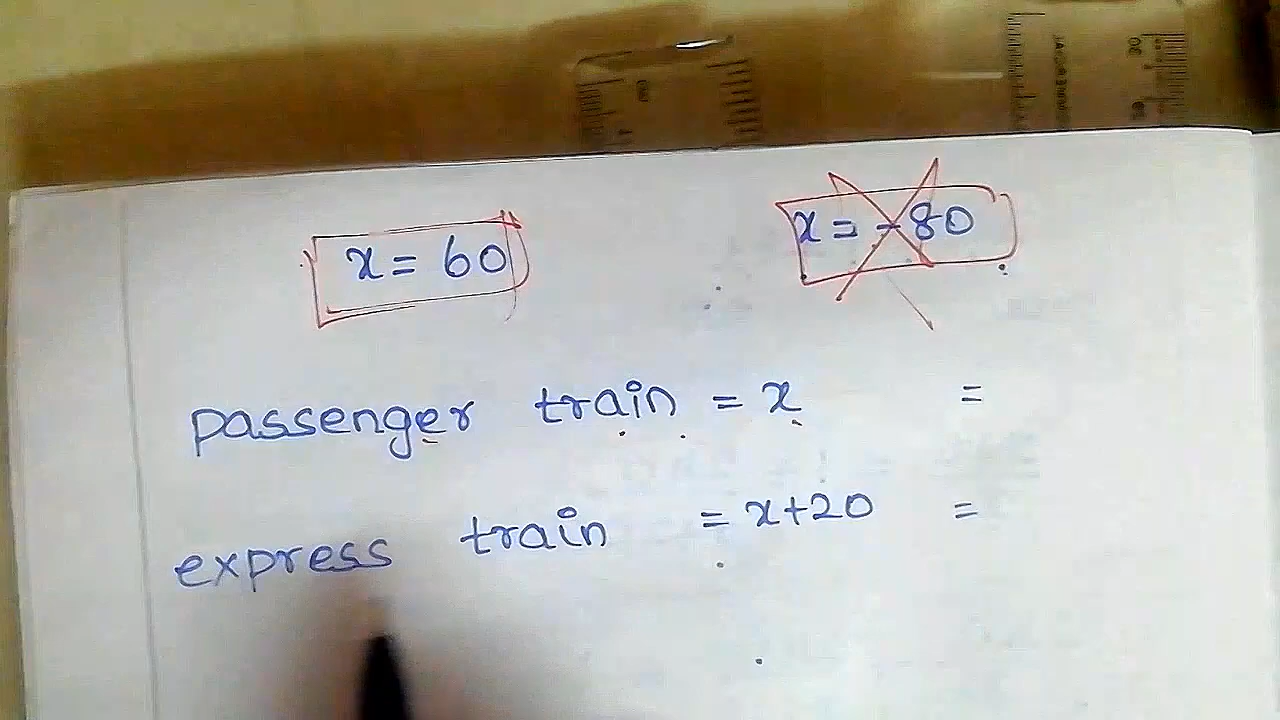 x = 60
x = -80
passenger train = x =
express train = x+20 =